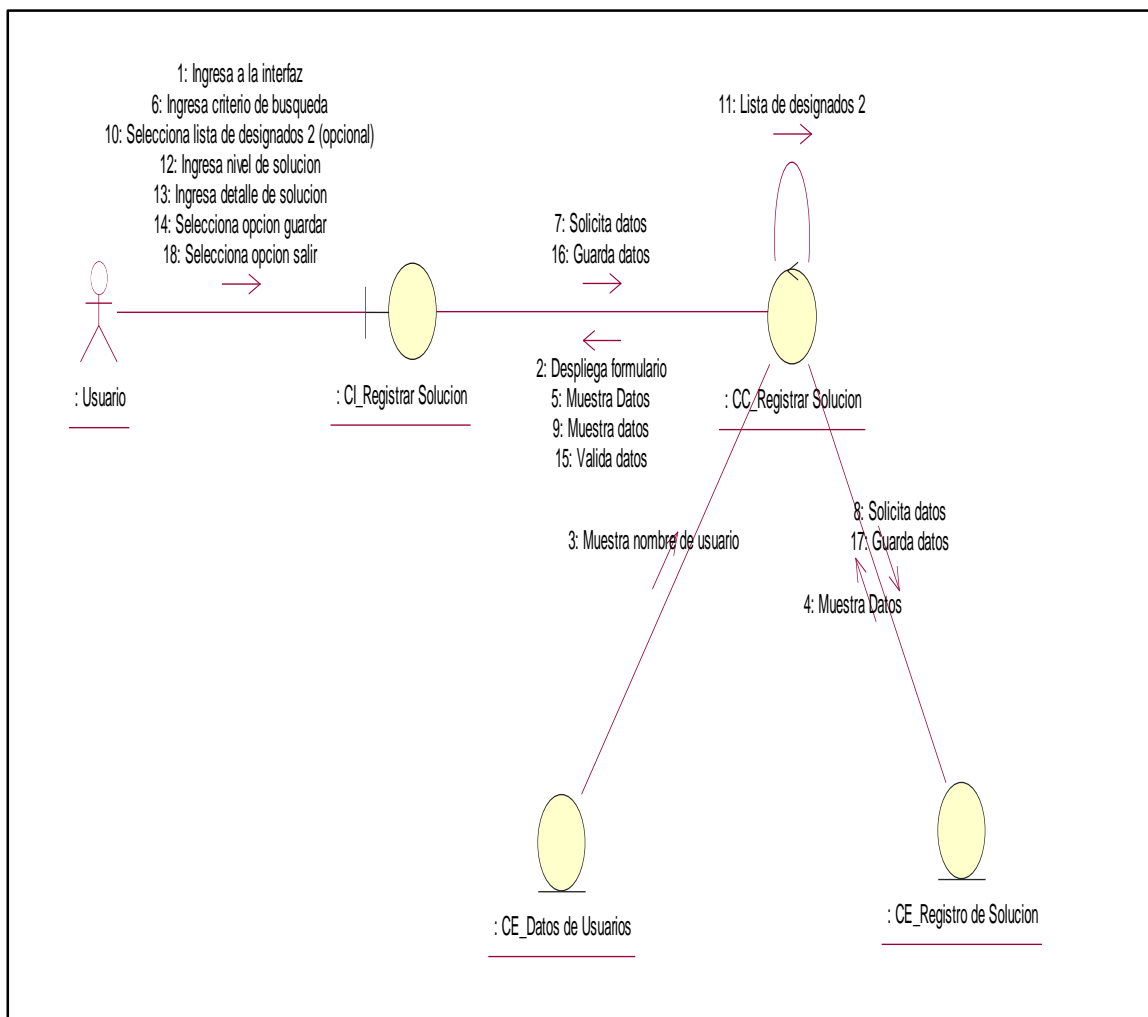 1: Ingresa a la interfaz
6: Ingresa criterio de busqueda
10: Selecciona lista de designados 2 (opcional)
12: Ingresa nivel de solucion
13: Ingresa detalle de solucion
14: Selecciona opcion guardar
18: Selecciona opcion salir
11: Lista de designados 2
7: Solicita datos
16: Guarda datos
2: Despliega formulario
5: Muestra Datos
9: Muestra datos
15: Valida datos
: Usuario
: CI_Registrar Solucion
: CC_Registrar Solucion
3: Muestra nombre de usuario
8: Solicita datos
17: Guarda datos
4: Muestra Datos
: CE_Datos de Usuarios
: CE_Registro de Solucion